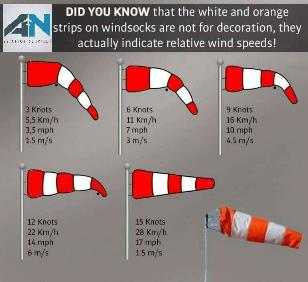 AN
DID YOU KNOW that the white and orange
strips on windsocks are not for decoration, they
actually indicate relative wind speeds!
3 Knots
5,5 Km/h
3,5 mph
1.5 m/s
6 Knots
11 Km/h
7 mph
3 m/s
9 Knots
16 Km/h
10 mph
4.5 m/s
12 Knots
22 Km/h
14 mph
6 m/s
15 Knots
28 Km/h
17 mph
1.5 m/s